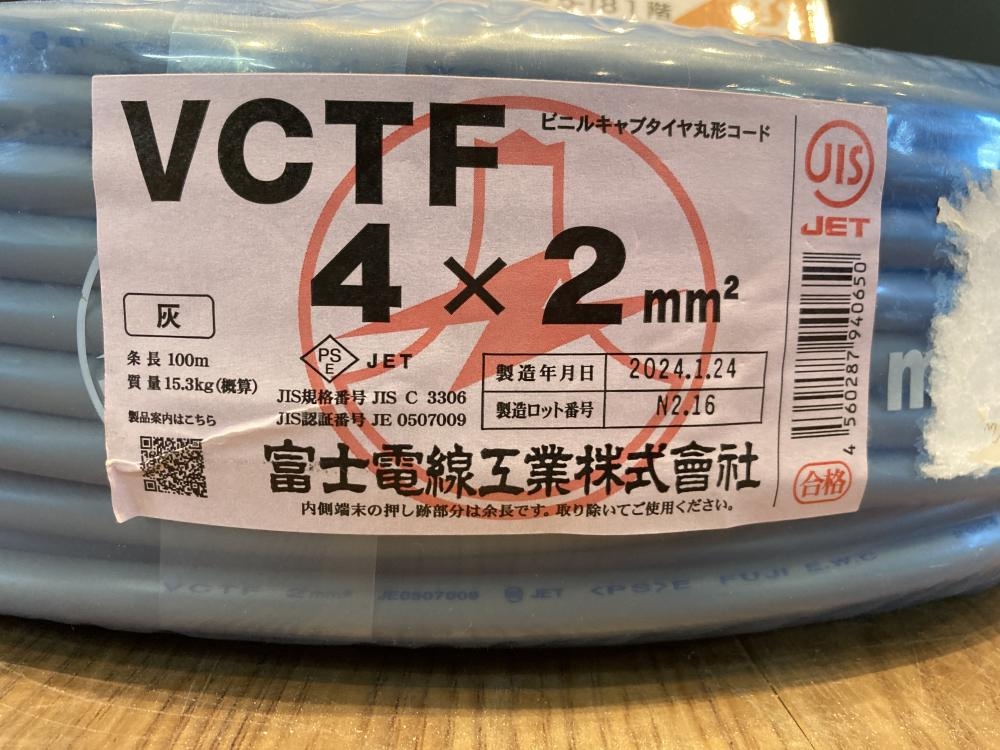 -18 1階
VCTF
ビニルキャブタイヤ丸形コード
4×2mm²
灰
条長 100m
質量 15.3kg(概算)
製品案内はこちら
PS
E
JET
JIS規格番号 JIS C 3306
JIS認証番号 JE 0507009
製造年月日 2024.1.24
製造ロット番号 N2.16
富士電線工業株式會社
内側端末の押し跡部分は余長です。取り除いてご使用ください。
JIS
JET
4 560287 940650
合格
m
VCTF 2mm² JE0507009 JET <PS>E FUJI E.W.C